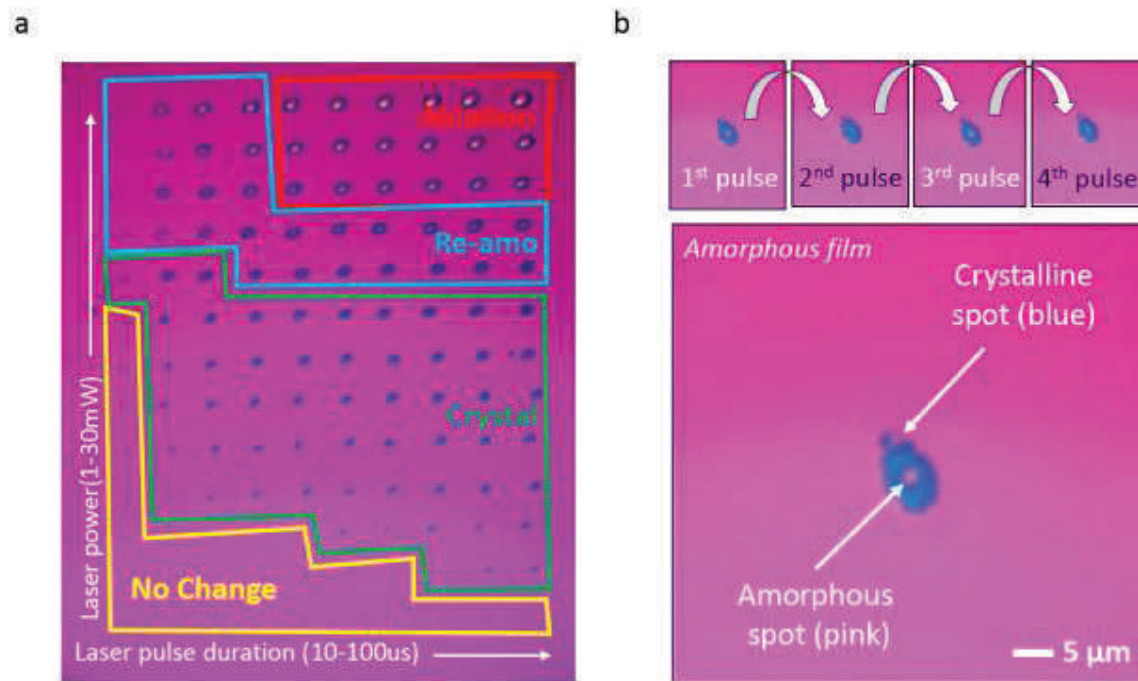 a
b
Laser power(1-30mW)
Laser pulse duration (10-100us)
Re-amo
Crystal
No Change
1st pulse
2nd pulse
3rd pulse
4th pulse
Amorphous film
Crystalline
spot (blue)
Amorphous
spot (pink)
5 μm